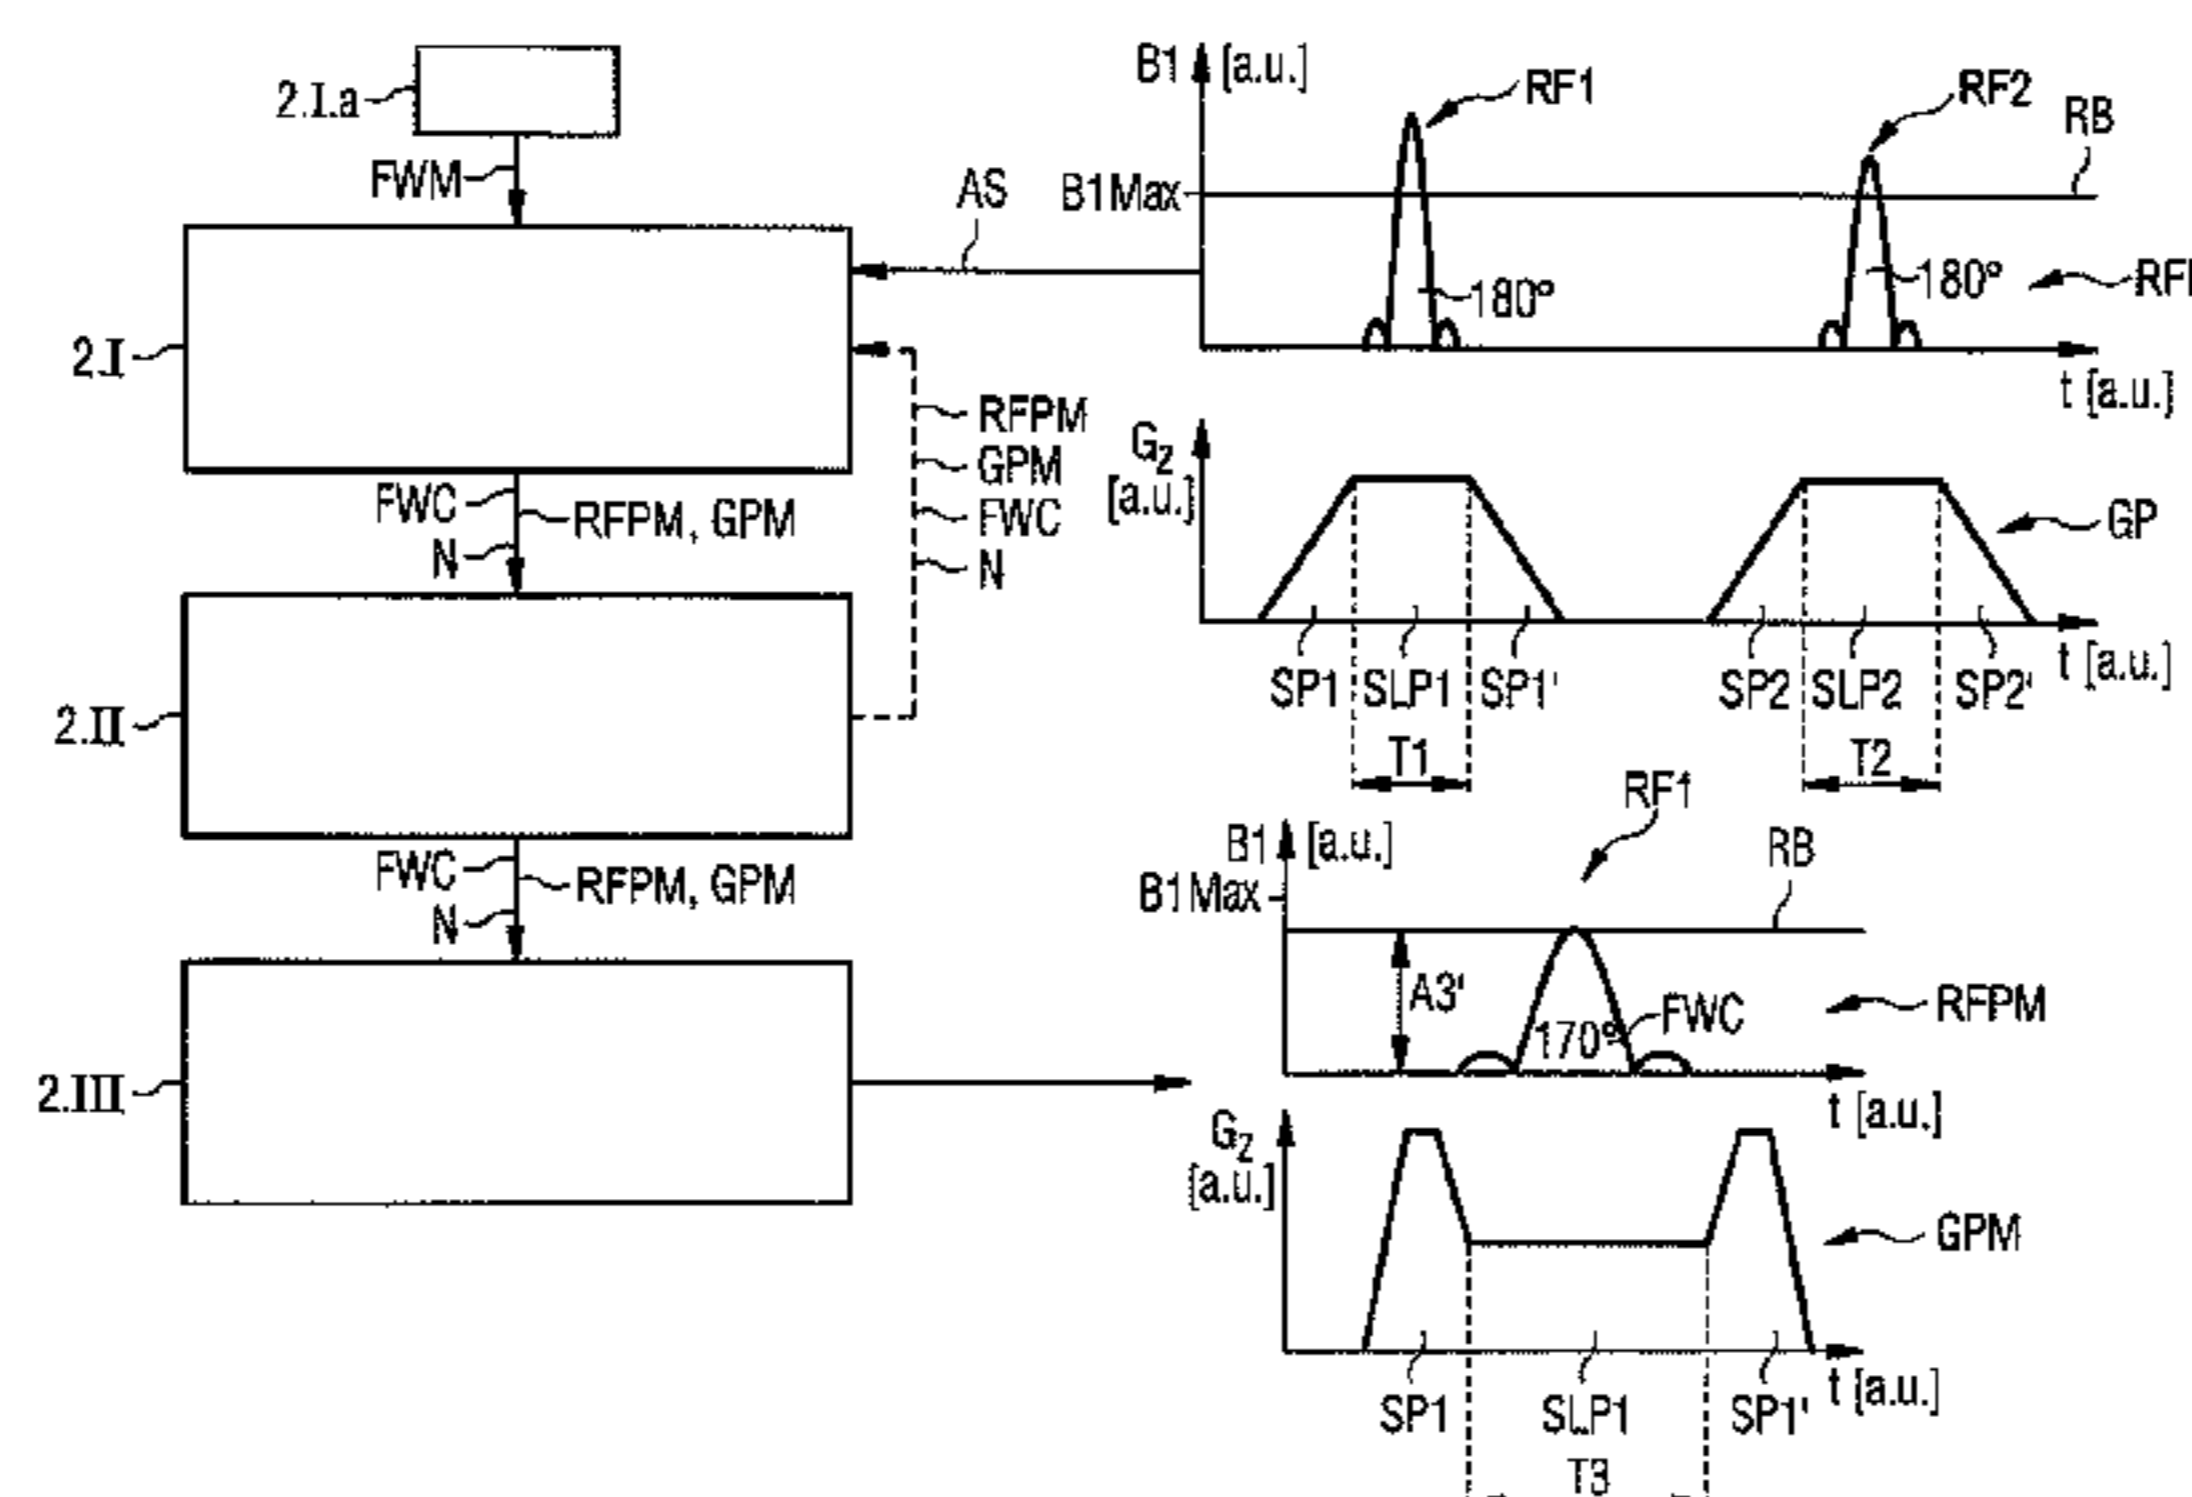 2.I.a
FWM
AS
2.I
RFPM
GPM
FWC
N
FWC
RFPM, GPM
N
2.II
FWC
RFPM, GPM
N
2.III
B1 [a.u.]
RF1
RF2
RB
B1Max
180°
180°
t [a.u.]
G2
[a.u.]
GP
SP1
SLP1
SP1'
SP2
SLP2
SP2'
t [a.u.]
T1
T2
RF1
B1 [a.u.]
RB
B1Max
A3'
170°
FWC
RFPM
t [a.u.]
G2
[a.u.]
GPM
SP1
SLP1
SP1'
t [a.u.]
T3